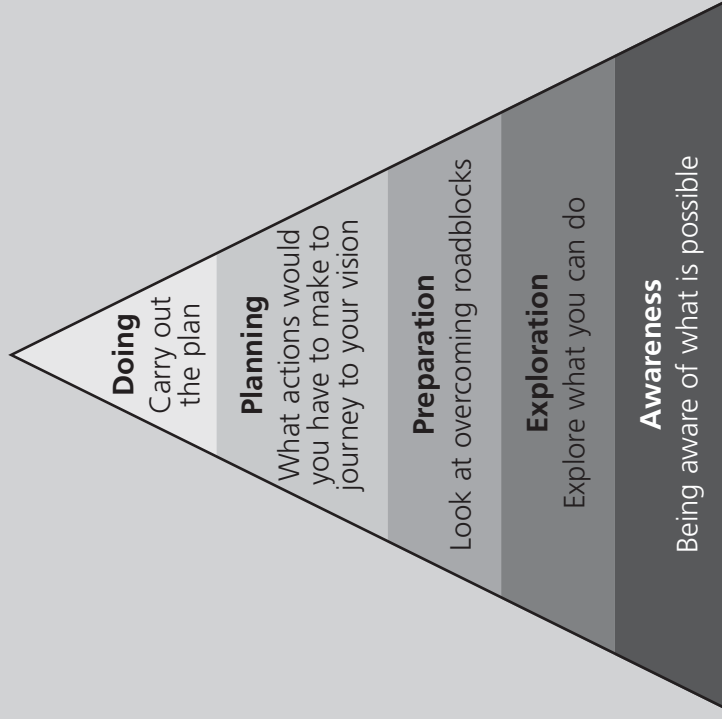 Doing
Carry out
the plan
Planning
What actions would
you have to make to
journey to your vision
Preparation
Look at overcoming roadblocks
Exploration
Explore what you can do
Awareness
Being aware of what is possible